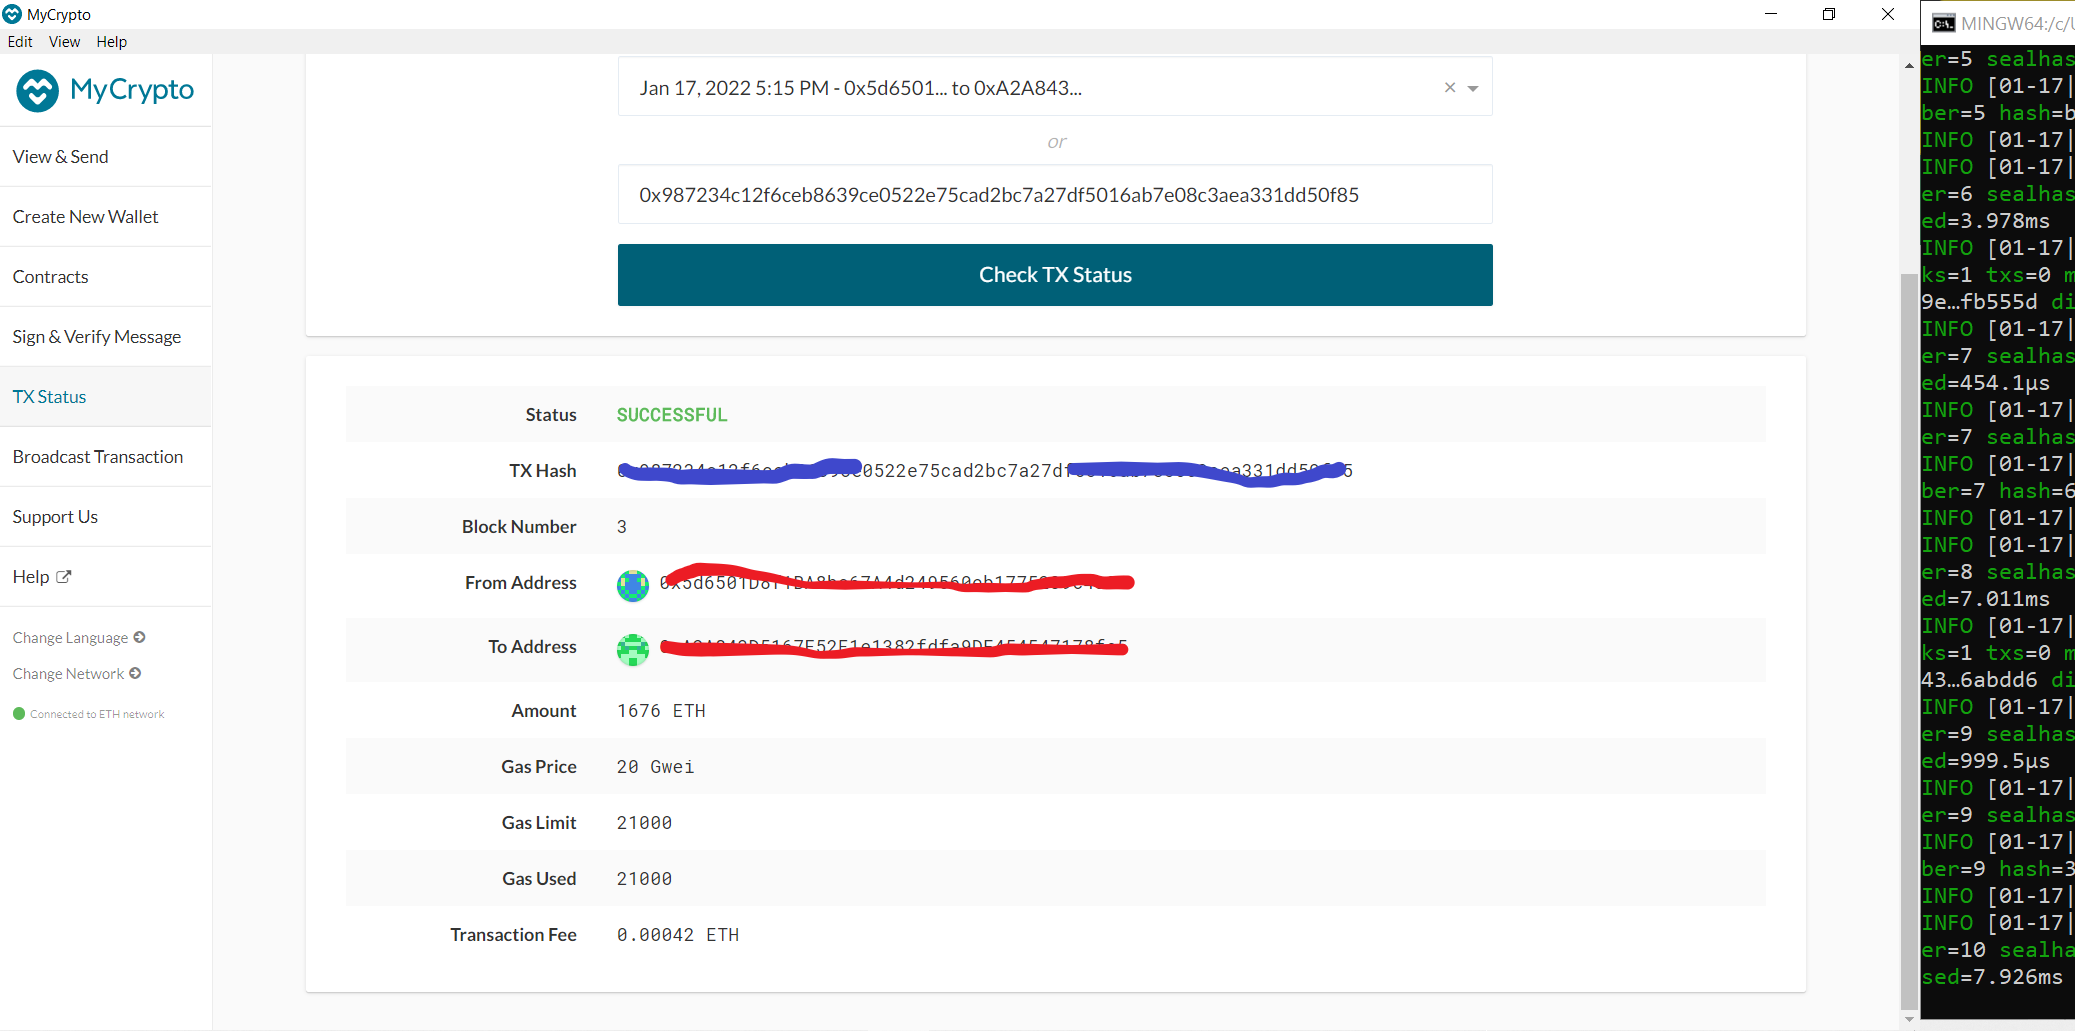 MyCrypto
Edit View Help
MyCrypto
View & Send
Create New Wallet
Contracts
Sign & Verify Message
TX Status
Broadcast Transaction
Support Us
Help
Change Language
Change Network
Connected to ETH network
Jan 17, 2022 5:15 PM - 0x5d6501... to 0xA2A843...
or
0x987234c12f6ceb8639ce0522e75cad2bc7a27df5016ab7e08c3aea331dd50f85
Check TX Status
Status SUCCESSFUL
TX Hash 0522e75cad2bc7a27d
Block Number 3
From Address
To Address
Amount 1676 ETH
Gas Price 20 Gwei
Gas Limit 21000
Gas Used 21000
Transaction Fee 0.00042 ETH
MINGW64:/c/U
er=5 sealhas
INFO [01-17|
ber=5 hash=b
INFO [01-17|
INFO [01-17|
er=6 sealhas
ed=3.978ms
INFO [01-17|
ks=1 txs=0 m
9e…fb555d di
INFO [01-17|
er=7 sealhas
ed=454.1µs
INFO [01-17|
er=7 sealhas
INFO [01-17|
ber=7 hash=6
INFO [01-17|
INFO [01-17|
er=8 sealhas
ed=7.011ms
INFO [01-17|
ks=1 txs=0 m
43…6abdd6 di
INFO [01-17|
er=9 sealhas
ed=999.5µs
INFO [01-17|
er=9 sealhas
INFO [01-17|
ber=9 hash=3
INFO [01-17|
INFO [01-17|
er=10 sealha
sed=7.926ms